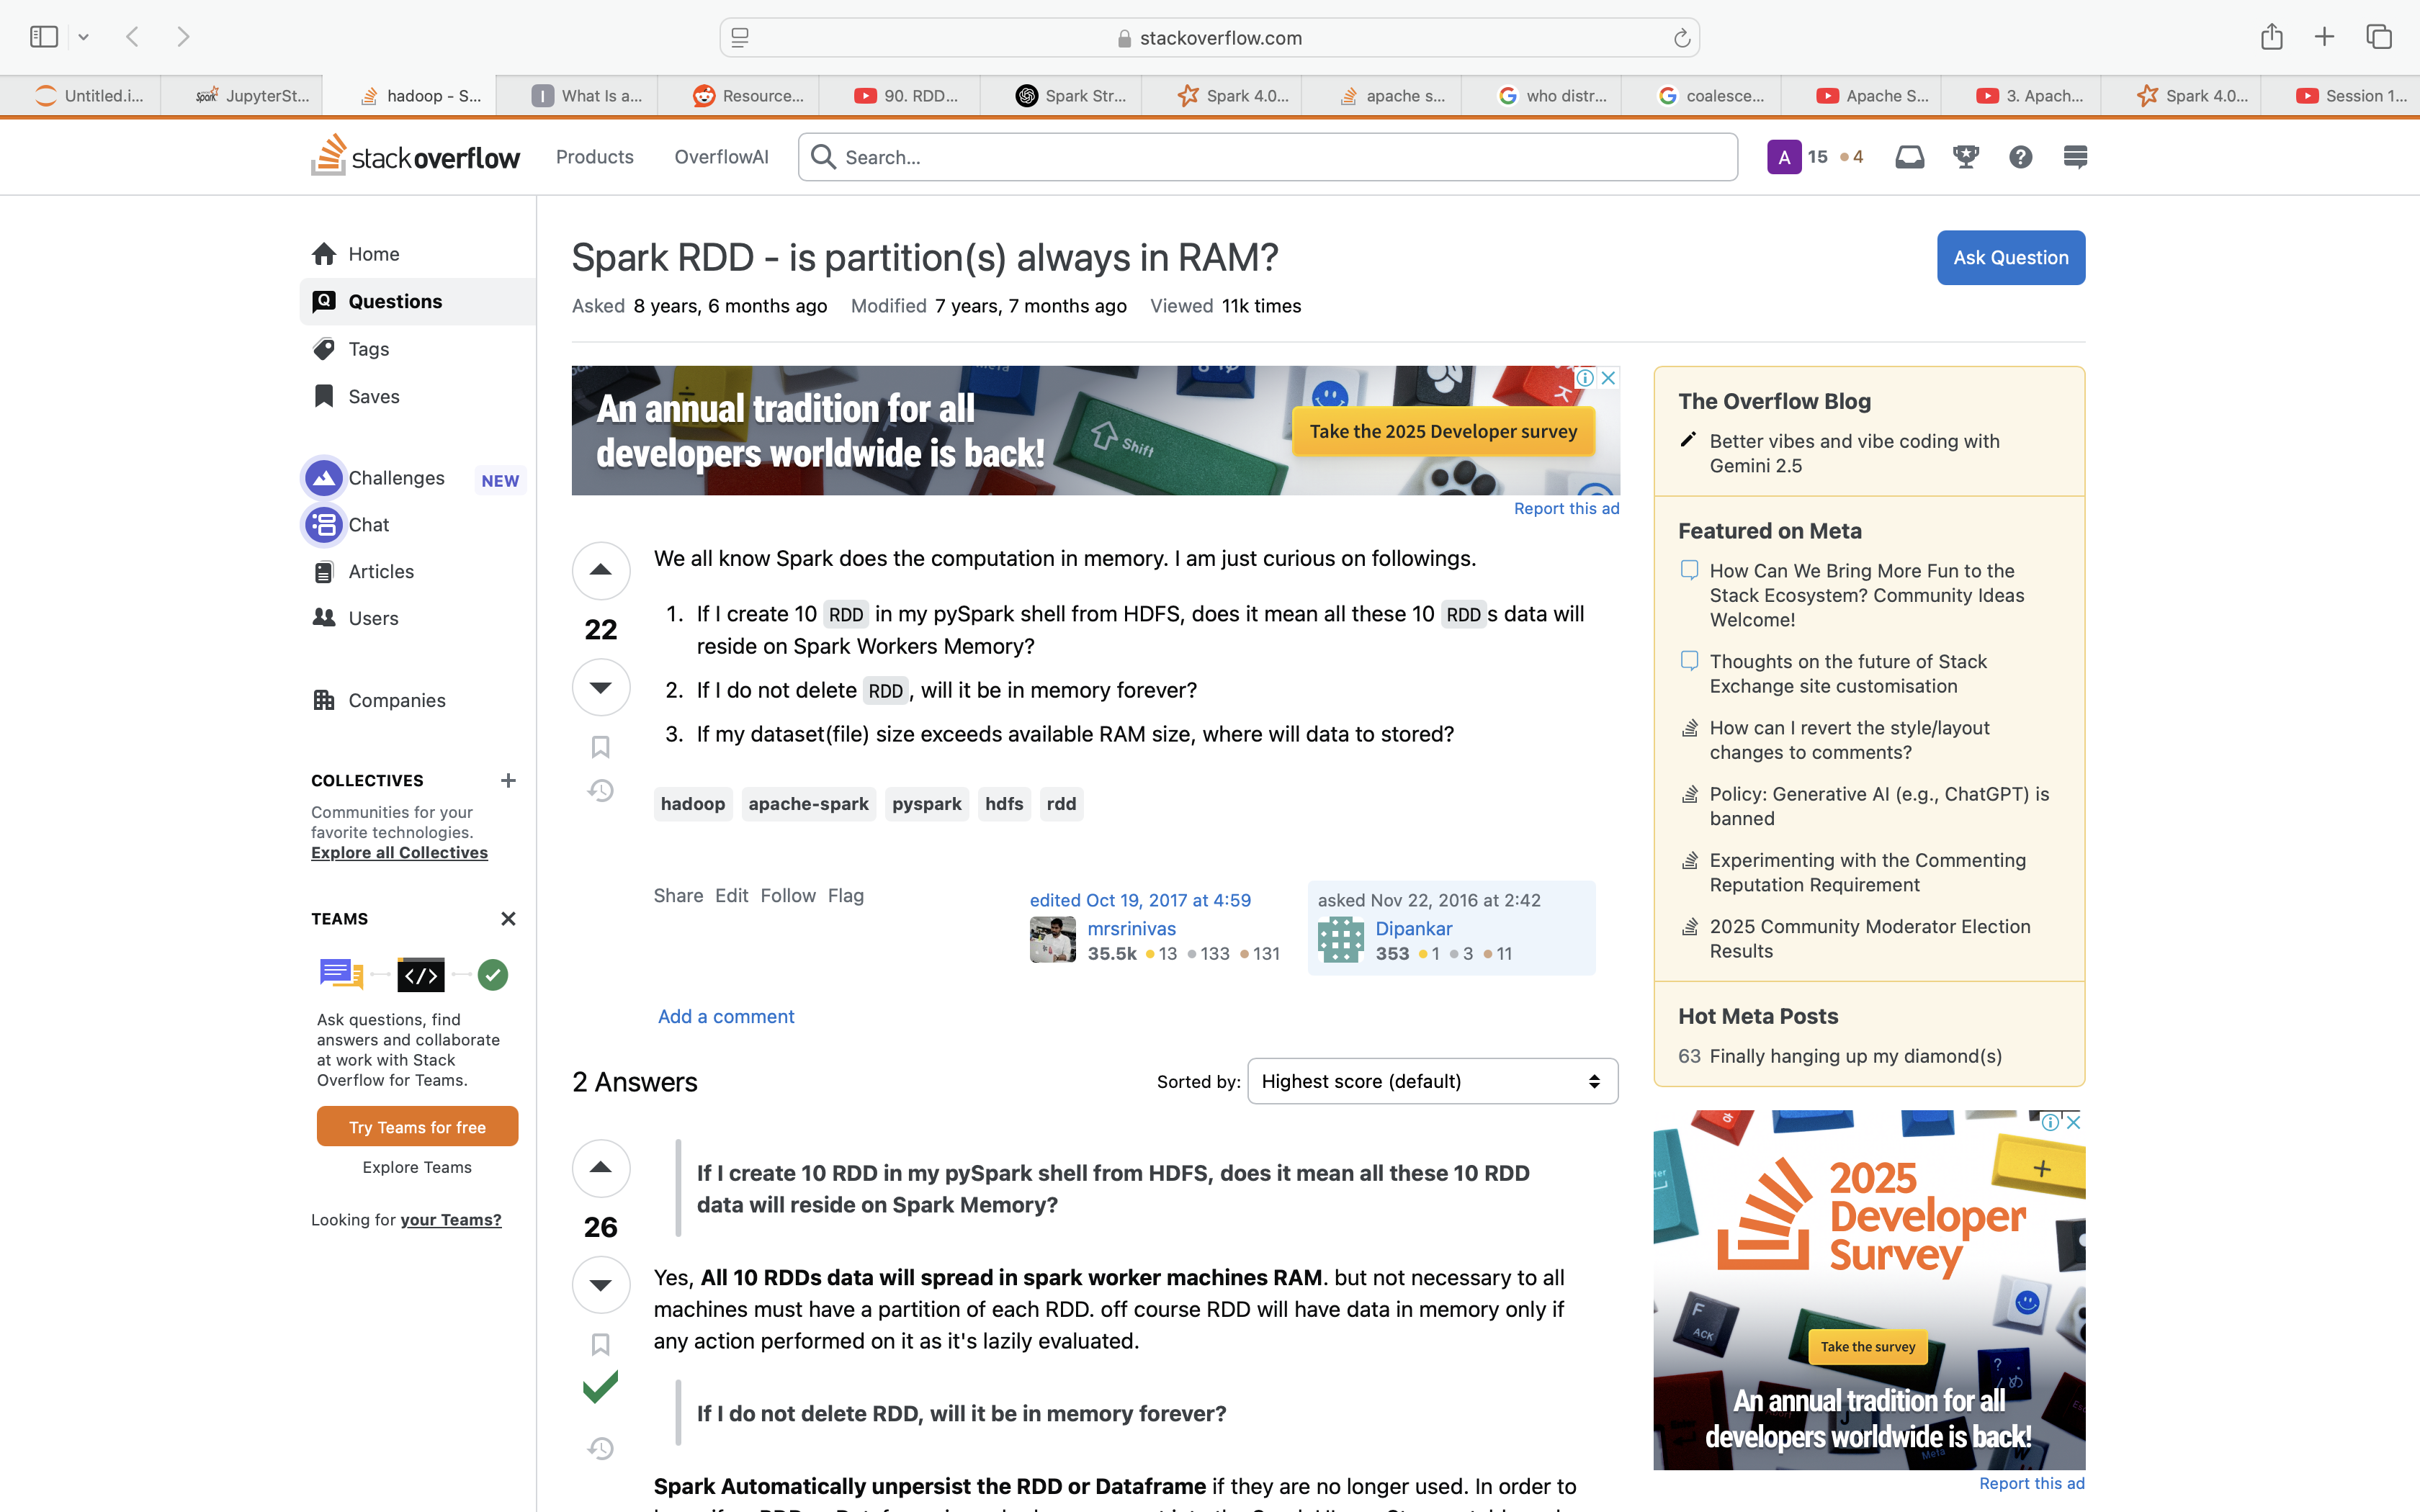 stackoverflow.com
Untitled.i...
JupyterSt...
hadoop - S...
What Is a...
Resource...
90. RDD...
Spark Str...
Spark 4.0...
apache s...
who distr...
coalesce...
Apache S...
3. Apach...
Spark 4.0...
Session 1...
stackoverflow
Products
OverflowAI
Search...
A
15 • 4
Home
Questions
Tags
Saves
Challenges NEW
Chat
Articles
Users
Companies
COLLECTIVES
Communities for your
favorite technologies.
Explore all Collectives
TEAMS
Ask questions, find
answers and collaborate
at work with Stack
Overflow for Teams.
Try Teams for free
Explore Teams
Looking for your Teams?
Spark RDD - is partition(s) always in RAM?
Ask Question
Asked 8 years, 6 months ago Modified 7 years, 7 months ago Viewed 11k times
An annual tradition for all
developers worldwide is back!
Shift
Take the 2025 Developer survey
Report this ad
22
We all know Spark does the computation in memory. I am just curious on followings.
1. If I create 10 RDD in my pySpark shell from HDFS, does it mean all these 10 RDD s data will
reside on Spark Workers Memory?
2. If I do not delete RDD , will it be in memory forever?
3. If my dataset(file) size exceeds available RAM size, where will data to stored?
hadoop apache-spark pyspark hdfs rdd
Share Edit Follow Flag
edited Oct 19, 2017 at 4:59
mrsrinivas
35.5k • 13 • 133 • 131
asked Nov 22, 2016 at 2:42
Dipankar
353 • 1 • 3 • 11
Add a comment
2 Answers
Sorted by: Highest score (default)
26
If I create 10 RDD in my pySpark shell from HDFS, does it mean all these 10 RDD
data will reside on Spark Memory?
Yes, All 10 RDDs data will spread in spark worker machines RAM. but not necessary to all
machines must have a partition of each RDD. off course RDD will have data in memory only if
any action performed on it as it's lazily evaluated.
If I do not delete RDD, will it be in memory forever?
Spark Automatically unpersist the RDD or Dataframe if they are no longer used. In order to
The Overflow Blog
Better vibes and vibe coding with
Gemini 2.5
Featured on Meta
How Can We Bring More Fun to the
Stack Ecosystem? Community Ideas
Welcome!
Thoughts on the future of Stack
Exchange site customisation
How can I revert the style/layout
changes to comments?
Policy: Generative AI (e.g., ChatGPT) is
banned
Experimenting with the Commenting
Reputation Requirement
2025 Community Moderator Election
Results
Hot Meta Posts
63 Finally hanging up my diamond(s)
2025
Developer
Survey
F
ACK
Take the survey
An annual tradition for all
developers worldwide is back!
Report this ad